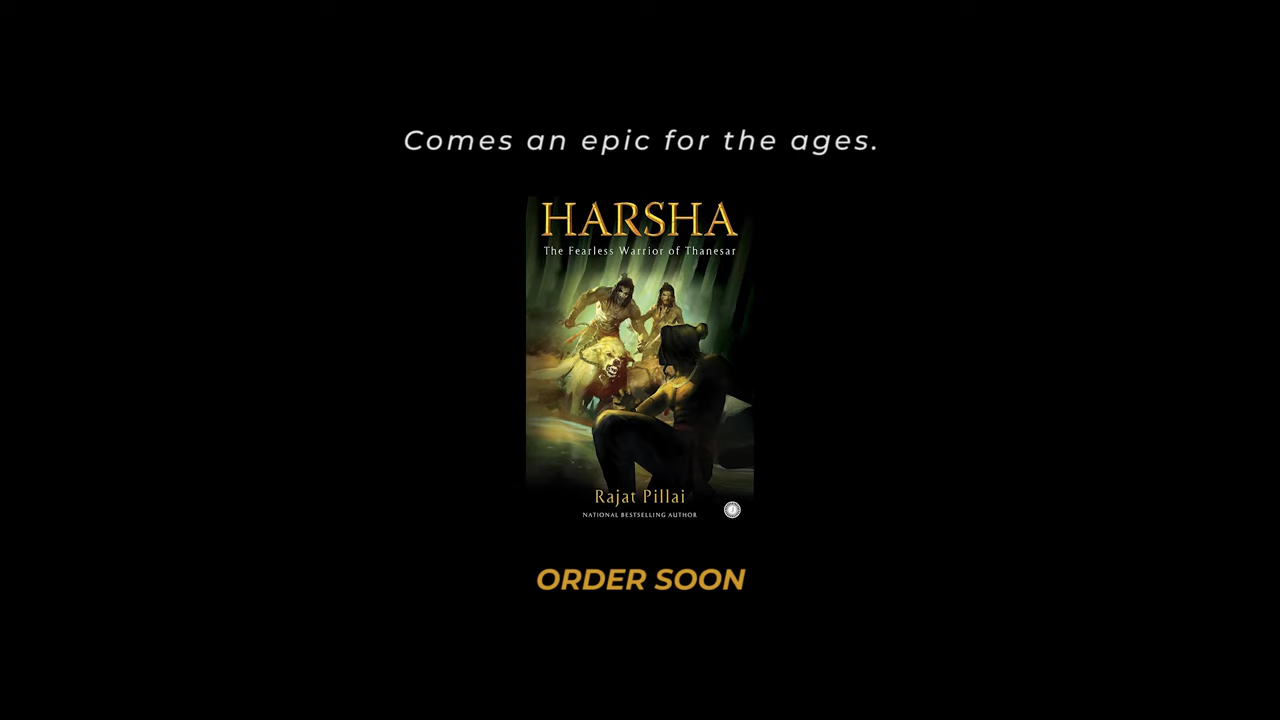 Comes an epic for the ages.
HARSHA
The Fearless Warrior of Thanesar
Rajat Pillai
NATIONAL BESTSELLING AUTHOR
ORDER SOON